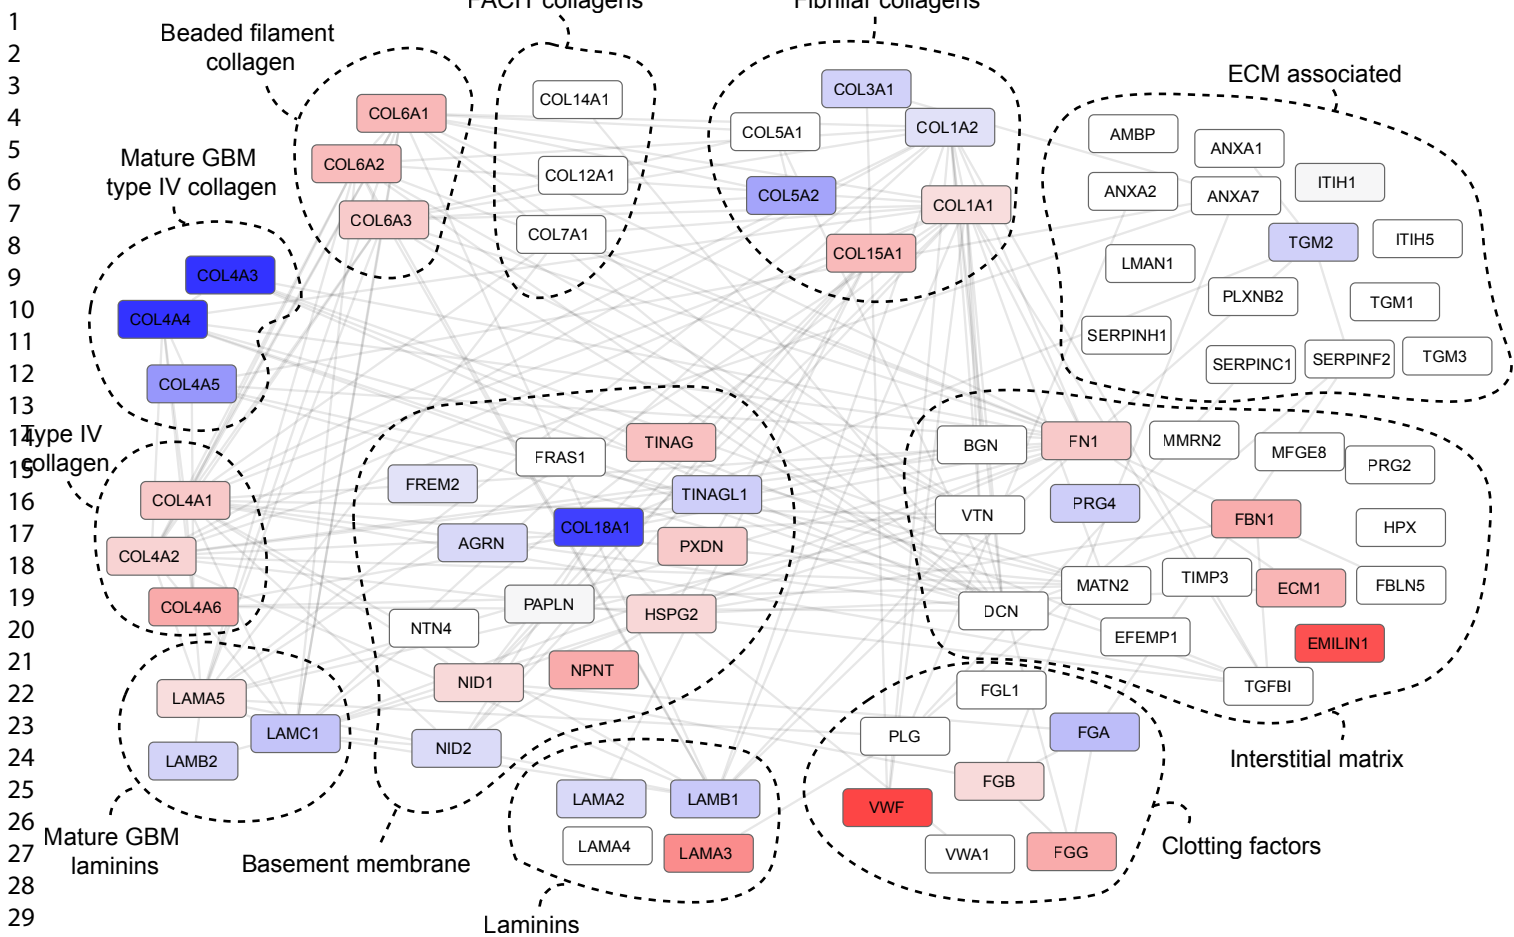 FACIT collagens
Fibrillar collagens
1
2
3
4
5
6
7
8
9
10
11
12
13
14
15
16
17
18
19
20
21
22
23
24
25
26
27
28
29
Beaded filament
collagen
COL6A1
COL6A2
COL6A3
COL14A1
COL12A1
COL7A1
COL3A1
COL5A1
COL1A2
COL5A2
COL1A1
COL15A1
ECM associated
AMBP
ANXA1
ITIH1
ANXA2
ANXA7
TGM2
ITIH5
LMAN1
PLXNB2
TGM1
SERPINH1
SERPINC1
SERPINF2
TGM3
Mature GBM
type IV collagen
COL4A3
COL4A4
COL4A5
Type IV
collagen
COL4A1
COL4A2
COL4A6
FRAS1
TINAG
FREM2
TINAGL1
COL18A1
AGRN
PXDN
PAPLN
HSPG2
NTN4
NPNT
NID1
NID2
Basement membrane
BGN
FN1
MMRN2
MFGE8
PRG2
VTN
PRG4
FBN1
HPX
MATN2
TIMP3
ECM1
FBLN5
DCN
EFEMP1
EMILIN1
TGFBI
Interstitial matrix
LAMA5
LAMC1
LAMB2
Mature GBM
laminins
LAMA2
LAMB1
LAMA4
LAMA3
Laminins
FGL1
PLG
FGA
FGB
VWF
VWA1
FGG
Clotting factors